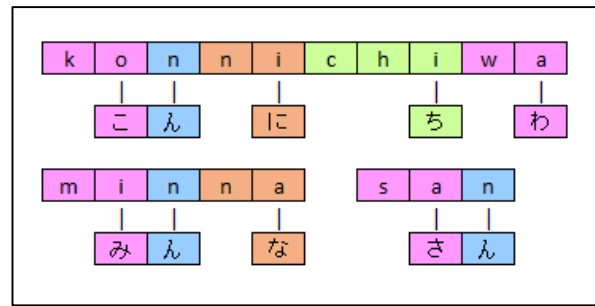 k o n n i c h i w a
こ ん に ち わ
m i n n a s a n
み ん な さ ん